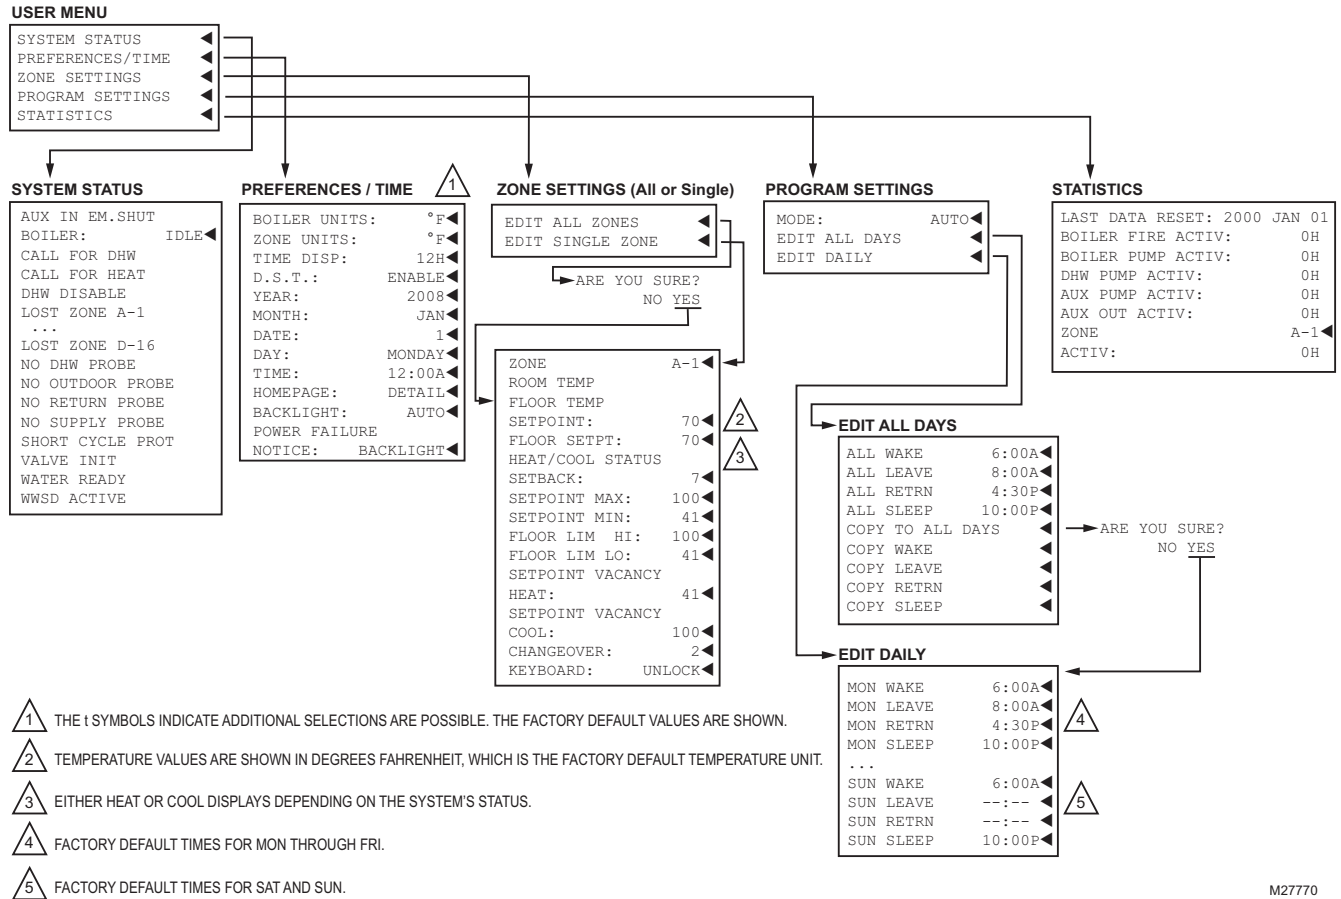 USER MENU
SYSTEM STATUS ◀
PREFERENCES/TIME ◀
ZONE SETTINGS ◀
PROGRAM SETTINGS ◀
STATISTICS ◀
SYSTEM STATUS
AUX IN EM.SHUT
BOILER: IDLE◀
CALL FOR DHW
CALL FOR HEAT
DHW DISABLE
LOST ZONE A-1
...
LOST ZONE D-16
NO DHW PROBE
NO OUTDOOR PROBE
NO RETURN PROBE
NO SUPPLY PROBE
SHORT CYCLE PROT
VALVE INIT
WATER READY
WWSD ACTIVE
PREFERENCES / TIME 1
BOILER UNITS: °F◀
ZONE UNITS: °F◀
TIME DISP: 12H◀
D.S.T.: ENABLE◀
YEAR: 2008◀
MONTH: JAN◀
DATE: 1◀
DAY: MONDAY◀
TIME: 12:00A◀
HOMEPAGE: DETAIL◀
BACKLIGHT: AUTO◀
POWER FAILURE
NOTICE: BACKLIGHT◀
ZONE SETTINGS (All or Single)
EDIT ALL ZONES ◀
EDIT SINGLE ZONE ◀
ARE YOU SURE?
NO YES
ZONE A-1◀
ROOM TEMP
FLOOR TEMP
SETPOINT: 70◀ 2
FLOOR SETPT: 70◀
HEAT/COOL STATUS 3
SETBACK: 7◀
SETPOINT MAX: 100◀
SETPOINT MIN: 41◀
FLOOR LIM HI: 100◀
FLOOR LIM LO: 41◀
SETPOINT VACANCY
HEAT: 41◀
SETPOINT VACANCY
COOL: 100◀
CHANGEOVER: 2◀
KEYBOARD: UNLOCK◀
PROGRAM SETTINGS
MODE: AUTO◀
EDIT ALL DAYS ◀
EDIT DAILY ◀
EDIT ALL DAYS
ALL WAKE 6:00A◀
ALL LEAVE 8:00A◀
ALL RETRN 4:30P◀
ALL SLEEP 10:00P◀
COPY TO ALL DAYS ◀
COPY WAKE ◀
COPY LEAVE ◀
COPY RETRN ◀
COPY SLEEP ◀
ARE YOU SURE?
NO YES
EDIT DAILY
MON WAKE 6:00A◀
MON LEAVE 8:00A◀
MON RETRN 4:30P◀ 4
MON SLEEP 10:00P◀
...
SUN WAKE 6:00A◀
SUN LEAVE --:-- ◀ 5
SUN RETRN --:-- ◀
SUN SLEEP 10:00P◀
STATISTICS
LAST DATA RESET: 2000 JAN 01
BOILER FIRE ACTIV: 0H
BOILER PUMP ACTIV: 0H
DHW PUMP ACTIV: 0H
AUX PUMP ACTIV: 0H
AUX OUT ACTIV: 0H
ZONE A-1◀
ACTIV: 0H
1 THE t SYMBOLS INDICATE ADDITIONAL SELECTIONS ARE POSSIBLE. THE FACTORY DEFAULT VALUES ARE SHOWN.
2 TEMPERATURE VALUES ARE SHOWN IN DEGREES FAHRENHEIT, WHICH IS THE FACTORY DEFAULT TEMPERATURE UNIT.
3 EITHER HEAT OR COOL DISPLAYS DEPENDING ON THE SYSTEM'S STATUS.
4 FACTORY DEFAULT TIMES FOR MON THROUGH FRI.
5 FACTORY DEFAULT TIMES FOR SAT AND SUN.
M27770